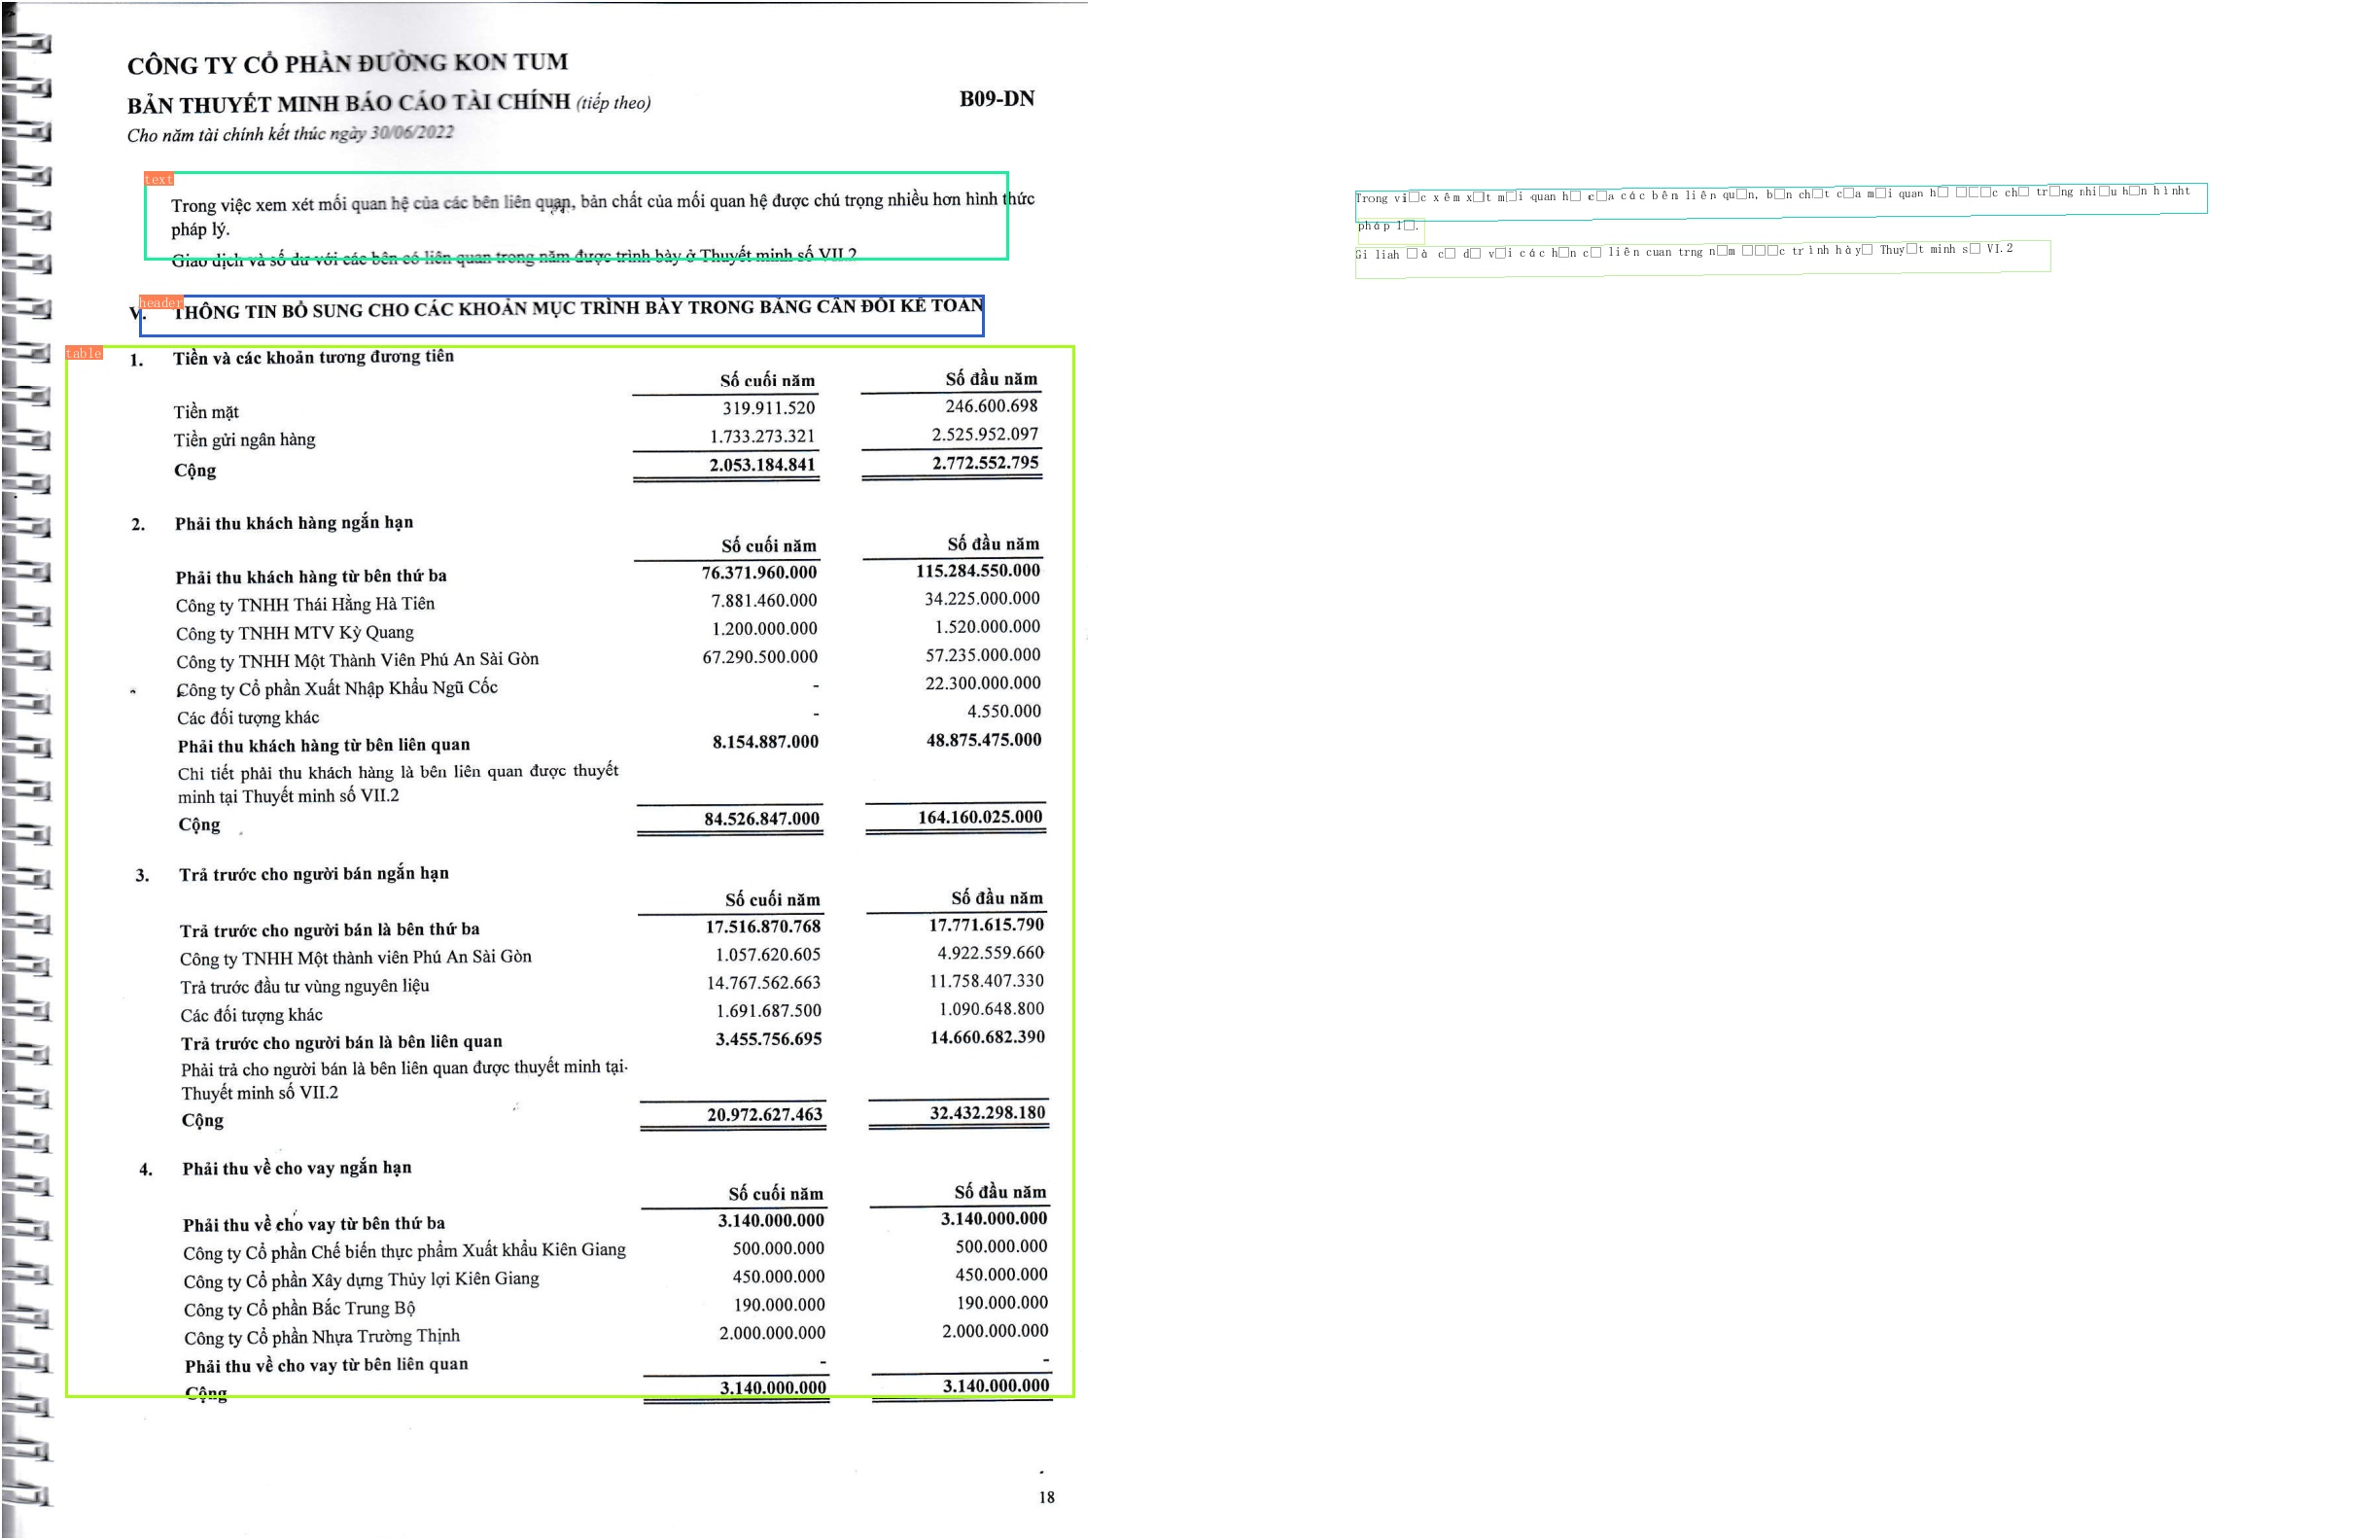 CÔNG TY CỔ PHẦN ĐƯỜNG KON TUM
BẢN THUYẾT MINH BÁO CÁO TÀI CHÍNH (tiếp theo) B09-DN
Cho năm tài chính kết thúc ngày 30/06/2022
text
Trong việc xem xét mối quan hệ của các bên liên quan, bản chất của mối quan hệ được chú trọng nhiều hơn hình thức
pháp lý.
Giao dịch và số dư với các bên có liên quan trong năm được trình bày ở Thuyết minh số VII.2
header
V. THÔNG TIN BỔ SUNG CHO CÁC KHOẢN MỤC TRÌNH BÀY TRONG BẢNG CÂN ĐỐI KẾ TOÁN
table
1. Tiền và các khoản tương đương tiền
Số cuối năm Số đầu năm
Tiền mặt 319.911.520 246.600.698
Tiền gửi ngân hàng 1.733.273.321 2.525.952.097
Cộng 2.053.184.841 2.772.552.795
2. Phải thu khách hàng ngắn hạn
Số cuối năm Số đầu năm
Phải thu khách hàng từ bên thứ ba 76.371.960.000 115.284.550.000
Công ty TNHH Thái Hằng Hà Tiên 7.881.460.000 34.225.000.000
Công ty TNHH MTV Kỳ Quang 1.200.000.000 1.520.000.000
Công ty TNHH Một Thành Viên Phú An Sài Gòn 67.290.500.000 57.235.000.000
Công ty Cổ phần Xuất Nhập Khẩu Ngũ Cốc - 22.300.000.000
Các đối tượng khác - 4.550.000
Phải thu khách hàng từ bên liên quan 8.154.887.000 48.875.475.000
Chi tiết phải thu khách hàng là bên liên quan được thuyết
minh tại Thuyết minh số VII.2
Cộng 84.526.847.000 164.160.025.000
3. Trả trước cho người bán ngắn hạn
Số cuối năm Số đầu năm
Trả trước cho người bán là bên thứ ba 17.516.870.768 17.771.615.790
Công ty TNHH Một thành viên Phú An Sài Gòn 1.057.620.605 4.922.559.660
Trả trước đầu tư vùng nguyên liệu 14.767.562.663 11.758.407.330
Các đối tượng khác 1.691.687.500 1.090.648.800
Trả trước cho người bán là bên liên quan 3.455.756.695 14.660.682.390
Phải trả cho người bán là bên liên quan được thuyết minh tại
Thuyết minh số VII.2
Cộng 20.972.627.463 32.432.298.180
4. Phải thu về cho vay ngắn hạn
Số cuối năm Số đầu năm
Phải thu về cho vay từ bên thứ ba 3.140.000.000 3.140.000.000
Công ty Cổ phần Chế biến thực phẩm Xuất khẩu Kiên Giang 500.000.000 500.000.000
Công ty Cổ phần Xây dựng Thủy lợi Kiên Giang 450.000.000 450.000.000
Công ty Cổ phần Bắc Trung Bộ 190.000.000 190.000.000
Công ty Cổ phần Nhựa Trường Thịnh 2.000.000.000 2.000.000.000
Phải thu về cho vay từ bên liên quan - -
Cộng 3.140.000.000 3.140.000.000
18
Trong vi□c xêm x□t m□i quan h□ c□a các bên liên qu□n, b□n ch□t c□a m□i quan h□ □□□c ch□ tr□ng nhi□u h□n hìnht
pháp l□.
Gi liah □à c□ d□ v□i các h□n c□ liên cuan trng n□m □□□c trình hày□ Thuy□t minh s□ VI.2